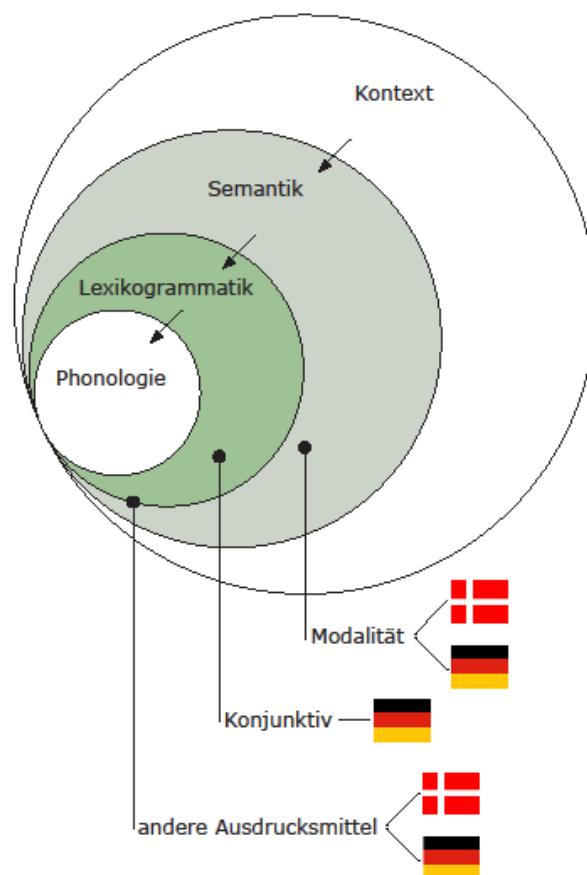 Kontext
Semantik
Lexikogrammatik
Phonologie
Modalität
Konjunktiv
andere Ausdrucksmittel